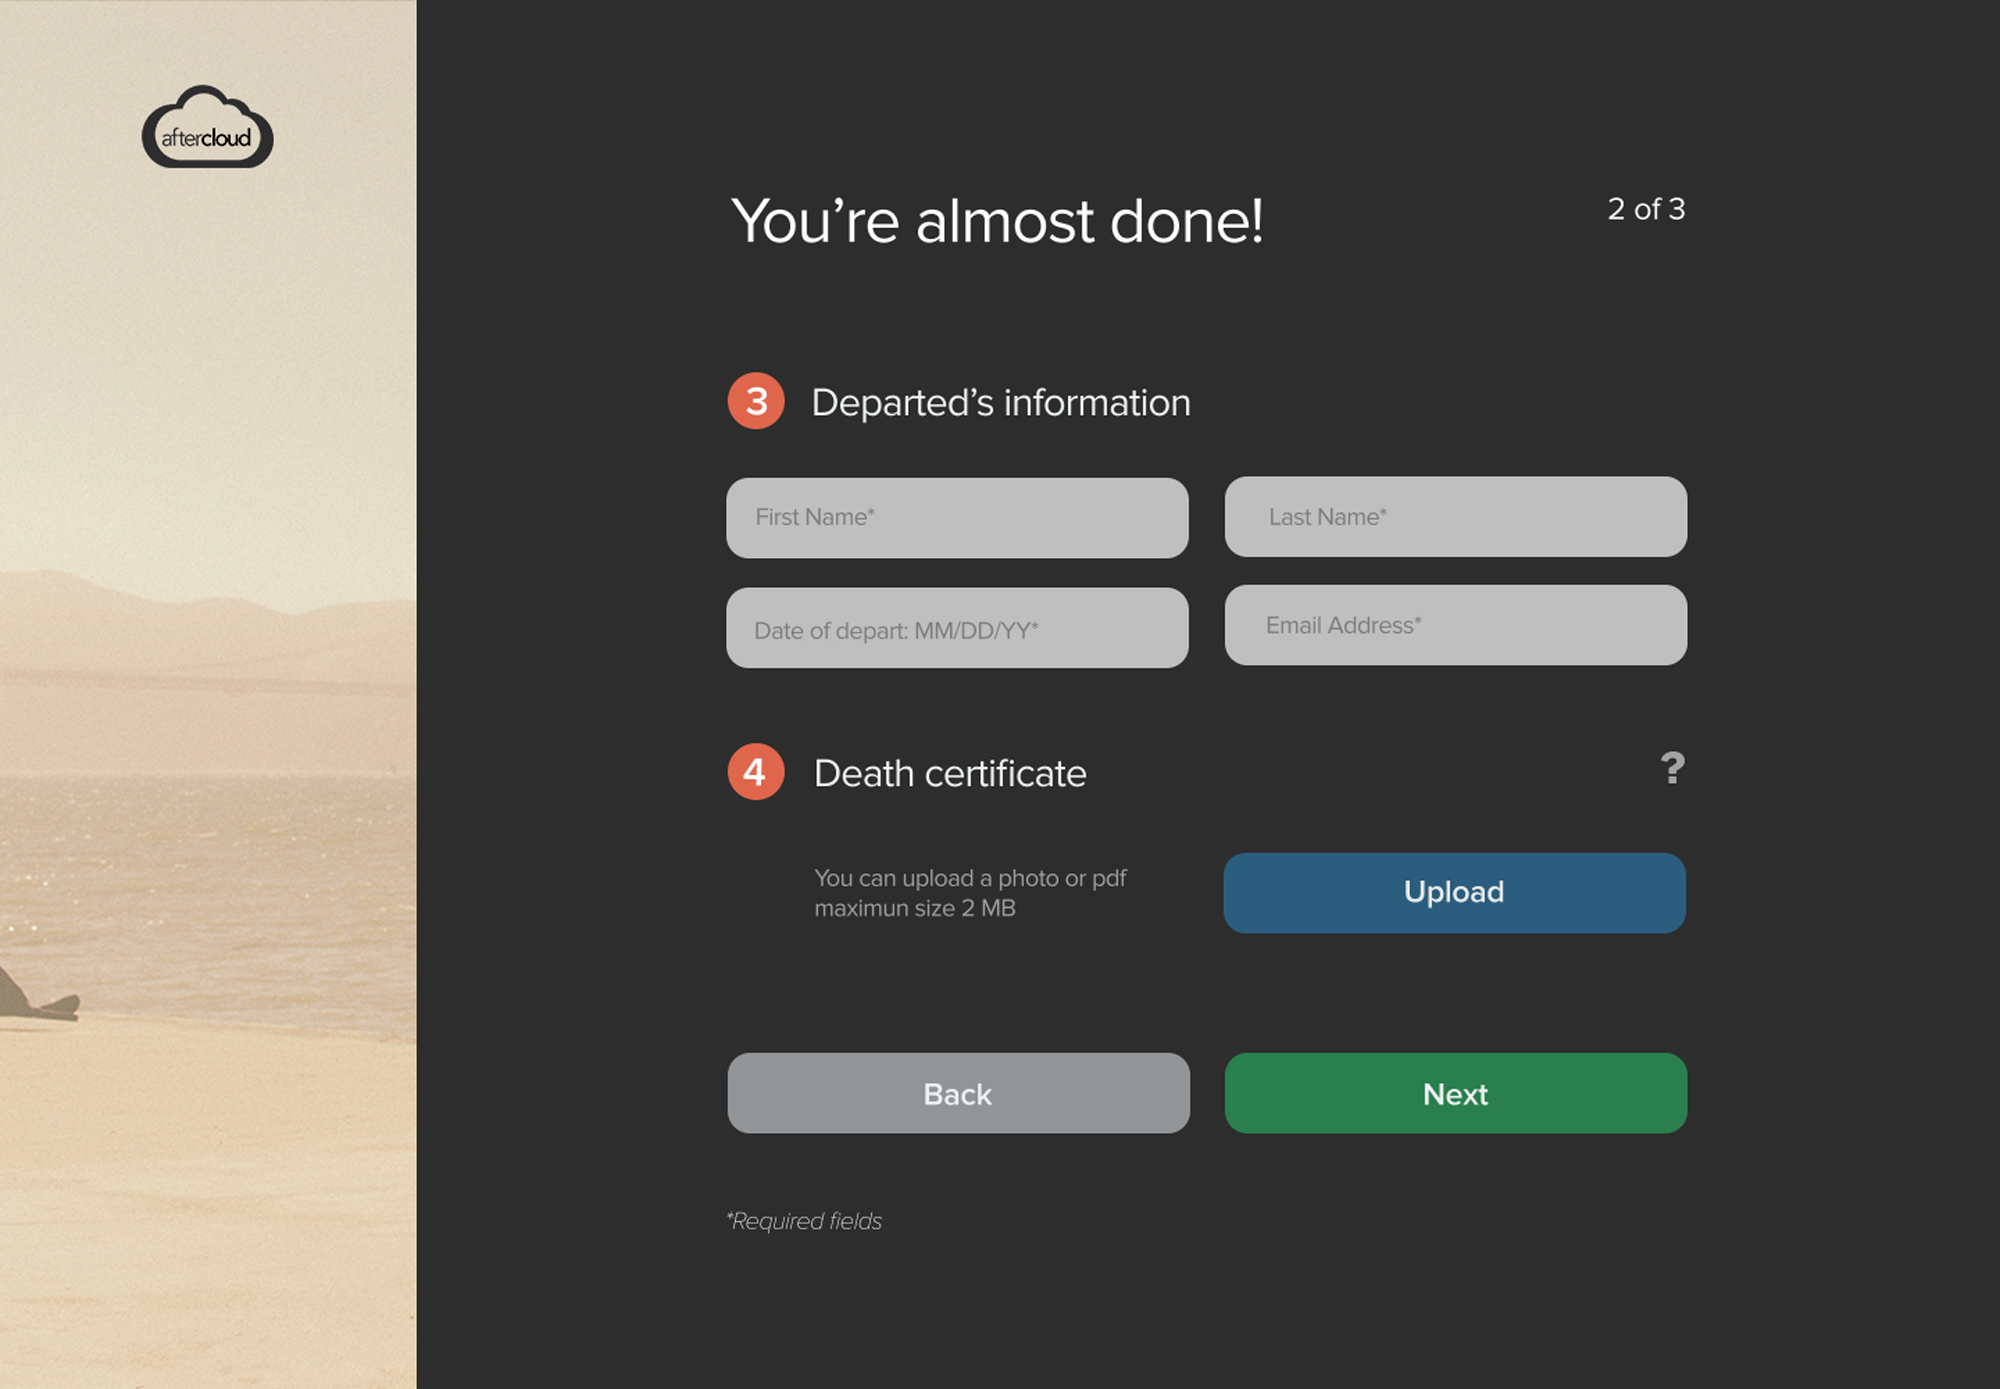 aftercloud
You're almost done!
2 of 3
3 Departed's information
First Name*
Last Name*
Date of depart: MM/DD/YY*
Email Address*
4 Death certificate
?
You can upload a photo or pdf
maximun size 2 MB
Upload
Back
Next
*Required fields